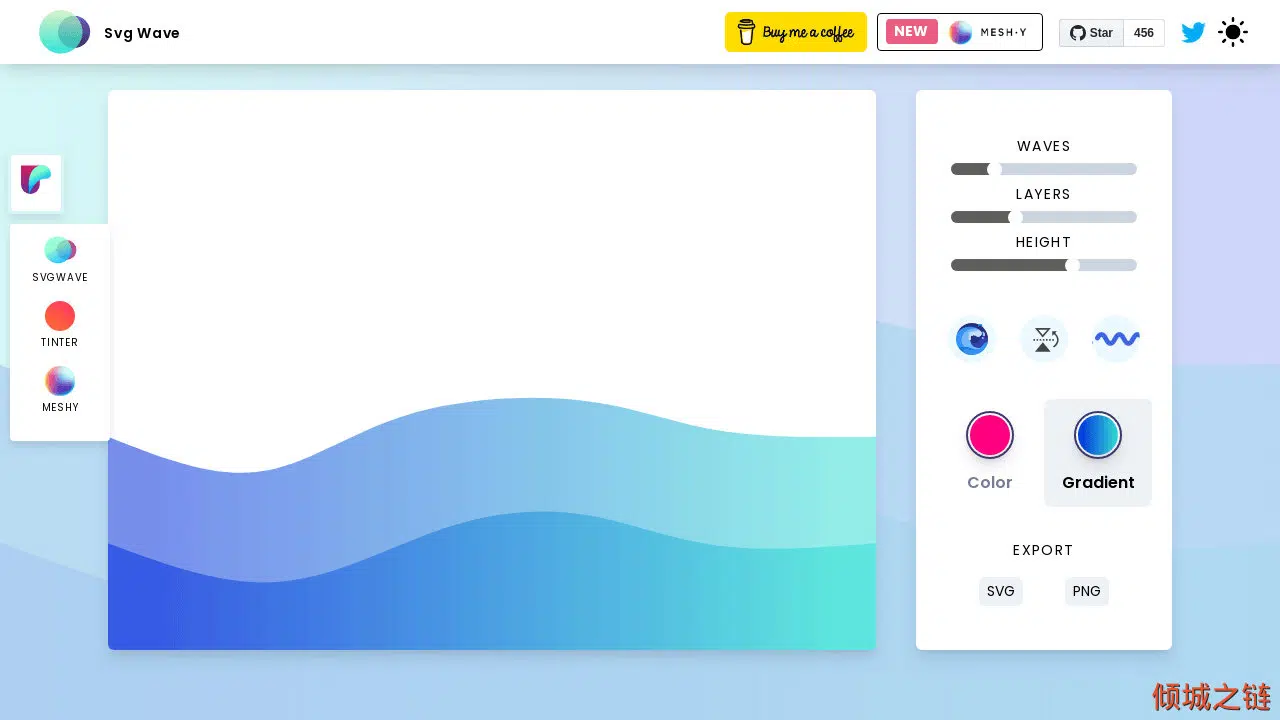 Svg Wave
Buy me a coffee
NEW
MESH·Y
Star
456
SVGWAVE
TINTER
MESHY
WAVES
LAYERS
HEIGHT
Color
Gradient
EXPORT
SVG
PNG
倾城之链